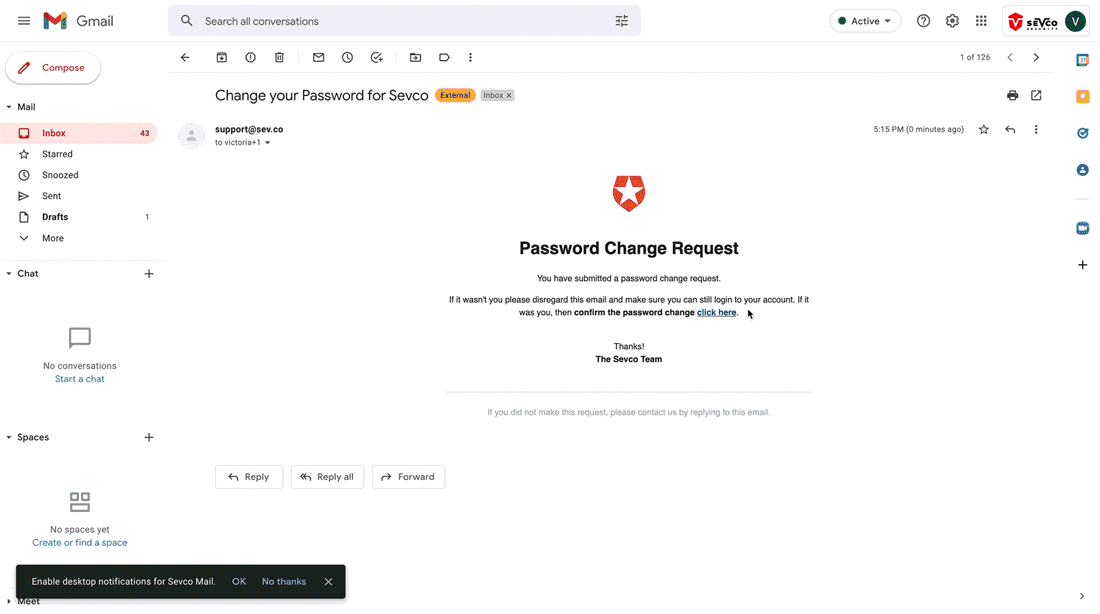 Gmail
Search all conversations
Active
SEVCO
SECURITY
V
Compose
1 of 126
Mail
Change your Password for Sevco External Inbox ×
Inbox 43
support@sev.co
5:15 PM (0 minutes ago)
to victoria+1
Starred
Snoozed
Sent
Drafts 1
More
Password Change Request
You have submitted a password change request.
If it wasn't you please disregard this email and make sure you can still login to your account. If it
was you, then confirm the password change click here.
Thanks!
The Sevco Team
If you did not make this request, please contact us by replying to this email.
Reply
Reply all
Forward
Chat
No conversations
Start a chat
Spaces
No spaces yet
Create or find a space
Enable desktop notifications for Sevco Mail. OK No thanks
Meet